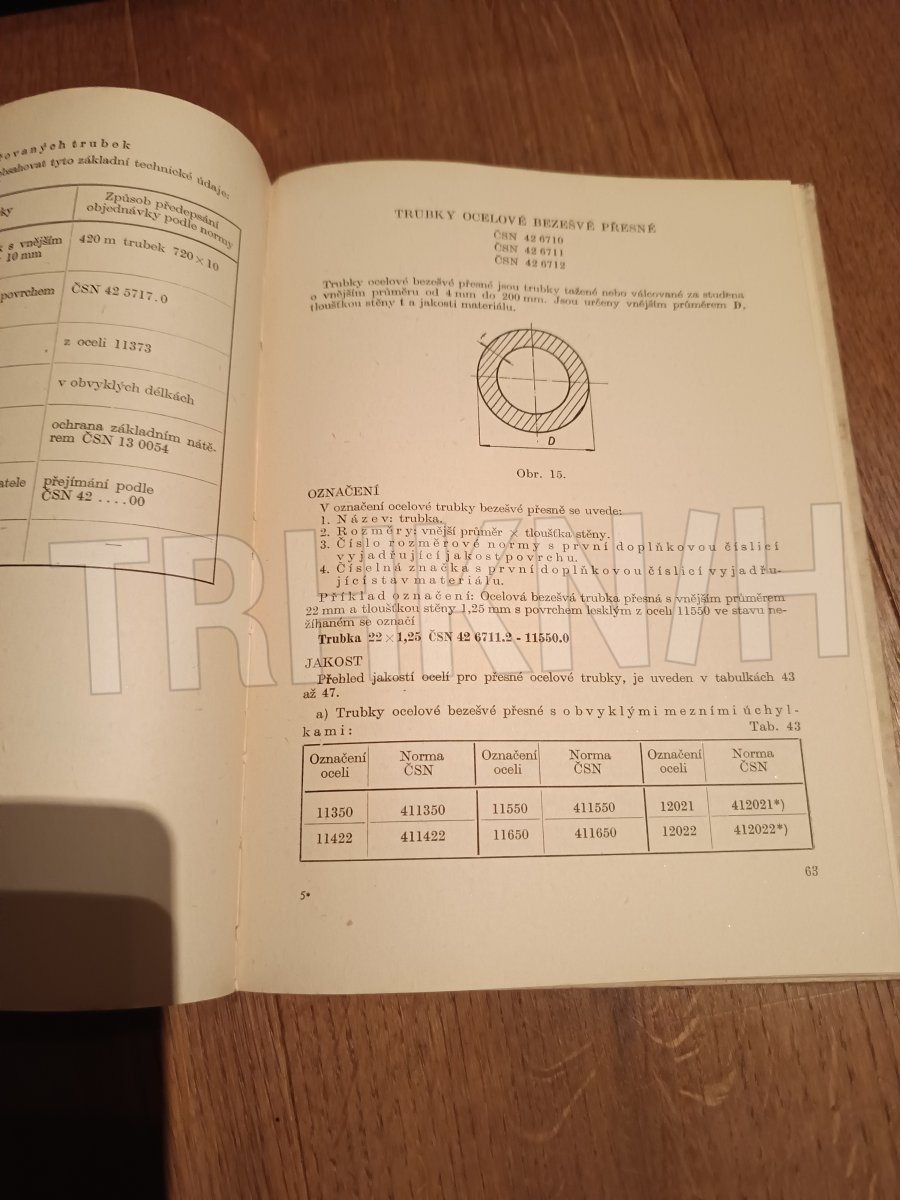 ovaných trubek
obsahovat tyto základní technické údaje:
ky
Způsob předepsání
objednávky podle normy
s vnějším
10 mm
420 m trubek 720×10
povrchem
ČSN 42 5717.0
z oceli 11373
v obvyklých délkách
ochrana základním nátě-
rem ČSN 13 0054
atele
přejímání podle
ČSN 42 ....00
TRUBKY OCELOVÉ BEZEŠVÉ PŘESNÉ
ČSN 42 6710
ČSN 42 6711
ČSN 42 6712
Trubky ocelové bezešvé přesné jsou trubky tažené nebo válcované za studena
o vnějším průměru od 4 mm do 200 mm. Jsou určeny vnějším průměrem D,
tloušťkou stěny t a jakostí materiálu.
t
D
Obr. 15.
OZNAČENÍ
V označení ocelové trubky bezešvé přesné se uvede:
1. Název: trubka.
2. Rozměry: vnější průměr × tloušťka stěny.
3. Číslo rozměrové normy s první doplňkovou číslicí
vyjadřující jakost povrchu.
4. Číselná značka s první doplňkovou číslicí vyjadřu-
jící stav materiálu.
Příklad označení: Ocelová bezešvá trubka přesná s vnějším průměrem
22 mm a tloušťkou stěny 1,25 mm s povrchem lesklým z oceli 11550 ve stavu ne-
žíhaném se označí
Trubka 22×1,25 ČSN 42 6711.2 - 11550.0
JAKOST
Přehled jakostí ocelí pro přesné ocelové trubky, je uveden v tabulkách 43
až 47.
a) Trubky ocelové bezešvé přesné s obvyklými mezními úchyl-
kami:
Tab. 43
Označení oceli Norma ČSN Označení oceli Norma ČSN Označení oceli Norma ČSN
11350 411350 11550 411550 12021 412021*)
11422 411422 11650 411650 12022 412022*)
63
5*